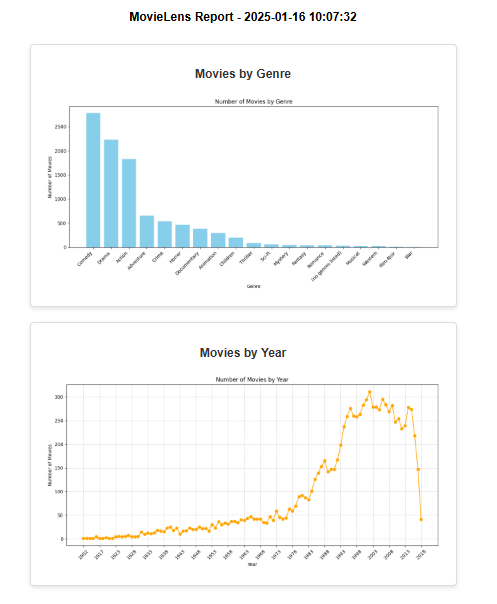 MovieLens Report - 2025-01-16 10:07:32
Movies by Genre
Number of Movies by Genre
Number of Movies
2500
2000
1500
1000
500
0
Comedy
Drama
Action
Adventure
Crime
Horror
Documentary
Animation
Children
Thriller
Sci-Fi
Mystery
Fantasy
Romance
(no genres listed)
Musical
Western
Film-Noir
War
Genre
Movies by Year
Number of Movies by Year
Number of Movies
300
250
200
150
100
50
0
1902
1917
1923
1928
1933
1938
1943
1948
1953
1958
1963
1968
1973
1978
1983
1988
1993
1998
2003
2008
2013
2018
Year